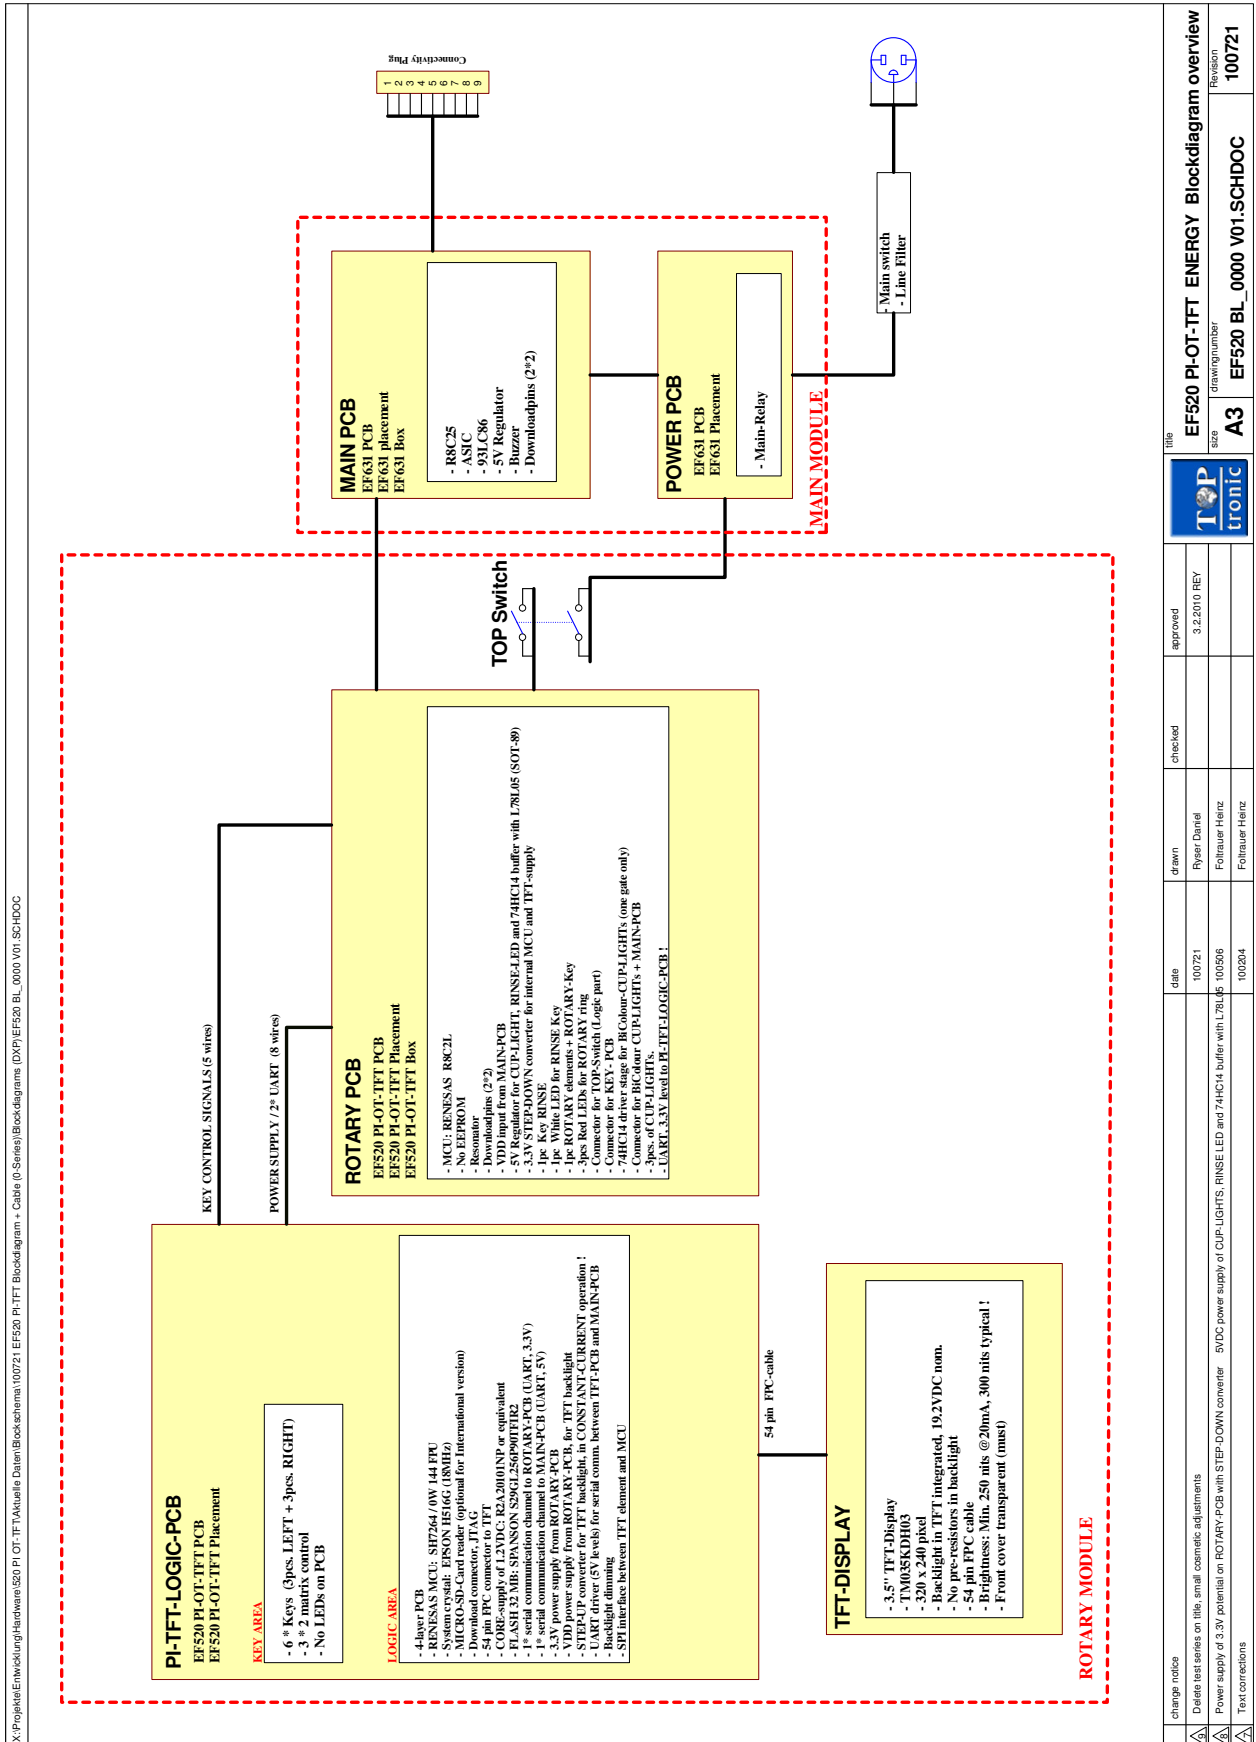 X:\Projekte\Entwicklung\Hardware\520 PI OT-TFT\Aktuelle Daten\Blockschema\100721 EF520 PI-TFT Blockdiagram + Cable (0-Series)\Blockdiagrams (DXP)\EF520 BL_0000 V01.SCHDOC
PI-TFT-LOGIC-PCB
EF520 PI-OT-TFT PCB
EF520 PI-OT-TFT Placement
KEY AREA
- 6 * Keys (3pcs. LEFT + 3pcs. RIGHT)
- 3 * 2 matrix control
- No LEDs on PCB
LOGIC AREA
- 4-layer PCB
- RENESAS MCU: SH7264 / 0W 144 FPU
- System crystal: EPSON H516G (18MHz)
- MICRO-SD-Card reader (optional for International version)
- Download connector, JTAG
- 54 pin FPC connector to TFT
- CORE-supply of 1.2VDC: R2A20101NP or equivalent
- FLASH 32 MB: SPANSON S29GL256P90TFIR2
- 1* serial communication channel to ROTARY-PCB (UART, 3.3V)
- 1* serial communication channel to MAIN-PCB (UART, 5V)
- 3.3V power supply from ROTARY-PCB
- VDD power supply from ROTARY-PCB, for TFT backlight
- STEP-UP converter for TFT backlight, in CONSTANT-CURRENT operation !
- UART driver (5V levels) for serial comm. between TFT-PCB and MAIN-PCB
- Backlight dimming
- SPI interface between TFT element and MCU
KEY CONTROL SIGNALS (5 wires)
POWER SUPPLY / 2* UART (8 wires)
ROTARY PCB
EF520 PI-OT-TFT PCB
EF520 PI-OT-TFT Placement
EF520 PI-OT-TFT Box
- MCU: RENESAS R8C2L
- No EEPROM
- Resonator
- Downloadpins (2*2)
- VDD input from MAIN-PCB
- 5V Regulator for CUP-LIGHT, RINSE-LED and 74HC14 buffer with L78L05 (SOT-89)
- 3.3V STEP-DOWN converter for internal MCU and TFT-supply
- 1pc Key RINSE
- 1pc White LED for RINSE Key
- 1pc ROTARY elements + ROTARY-Key
- 3pcs Red LEDs for ROTARY ring
- Connector for TOP-Switch (Logic part)
- Connector for KEY- PCB
- 74HC14 driver stage for BiColour-CUP-LIGHTs (one gate only)
- Connector for BiColour CUP-LIGHTs + MAIN-PCB
- 3pcs. of CUP-LIGHTs.
- UART, 3.3V level to PI-TFT-LOGIC-PCB !
TOP Switch
MAIN PCB
EF631 PCB
EF631 placement
EF631 Box
- R8C25
- ASIC
- 93LC86
- 5V Regulator
- Buzzer
- Downloadpins (2*2)
Connectivity Plug
1
2
3
4
5
6
7
8
9
POWER PCB
EF631 PCB
EF631 Placement
- Main-Relay
MAIN MODULE
- Main switch
- Line Filter
54 pin FPC-cable
TFT-DISPLAY
- 3.5'' TFT-Display
- TM035KDH03
- 320 x 240 pixel
- Backlight in TFT integrated, 19.2VDC nom.
- No pre-resistors in backlight
- 54 pin FPC cable
- Brightness: Min. 250 nits @20mA, 300 nits typical !
- Front cover transparent (must)
ROTARY MODULE
change notice
date
drawn
checked
approved
9
Delete test series on title, small cosmetic adjustments
100721
Ryser Daniel
3.2.2010 REY
8
Power supply of 3.3V potential on ROTARY-PCB with STEP-DOWN converter 5VDC power supply of CUP-LIGHTS, RINSE LED and 74HC14 buffer with L78L05
100506
Foltrauer Heinz
7
Text corrections
100204
Foltrauer Heinz
TOP
tronic
title
EF520 PI-OT-TFT ENERGY Blockdiagram overview
size
A3
drawingnumber
EF520 BL_0000 V01.SCHDOC
Revision
100721